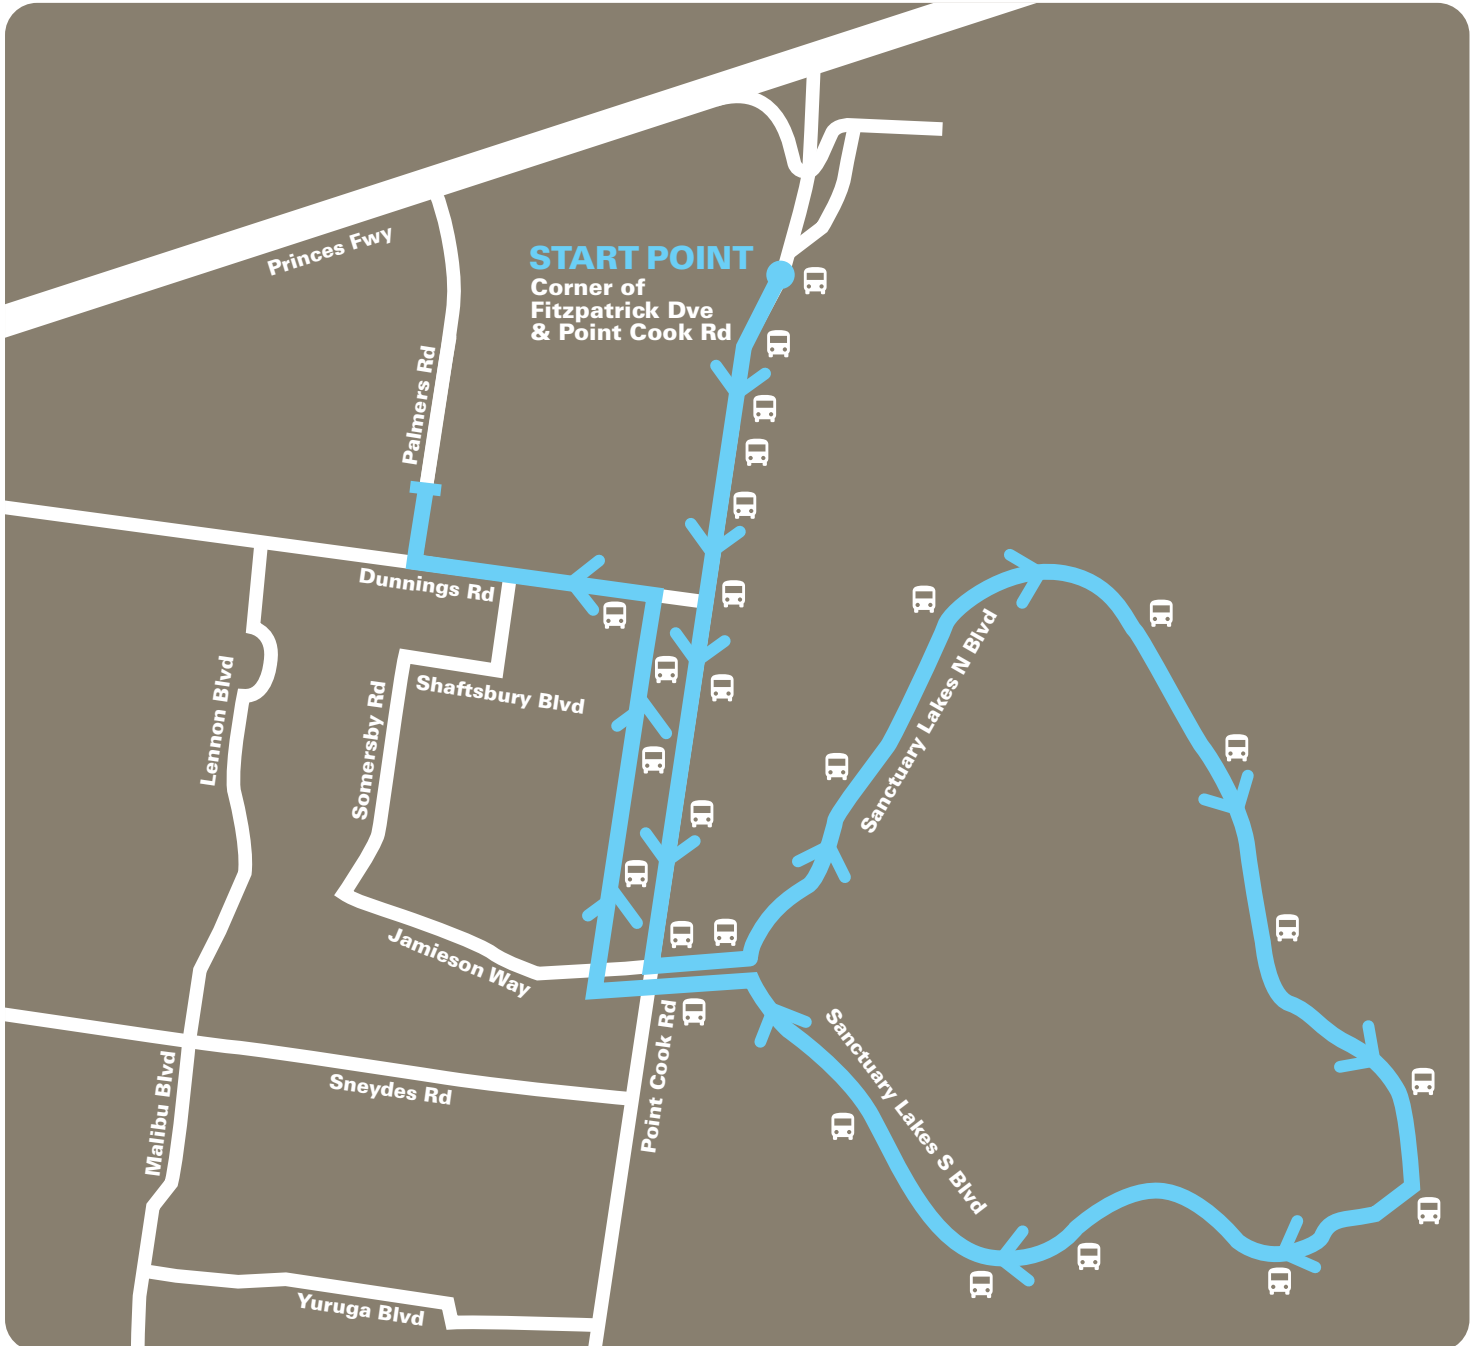 Princes Fwy
START POINT
Corner of
Fitzpatrick Dve
& Point Cook Rd
Palmers Rd
Dunnings Rd
Shaftsbury Blvd
Lennon Blvd
Somersby Rd
Sanctuary Lakes N Blvd
Jamieson Way
Sanctuary Lakes S Blvd
Point Cook Rd
Malibu Blvd
Sneydes Rd
Yuruga Blvd